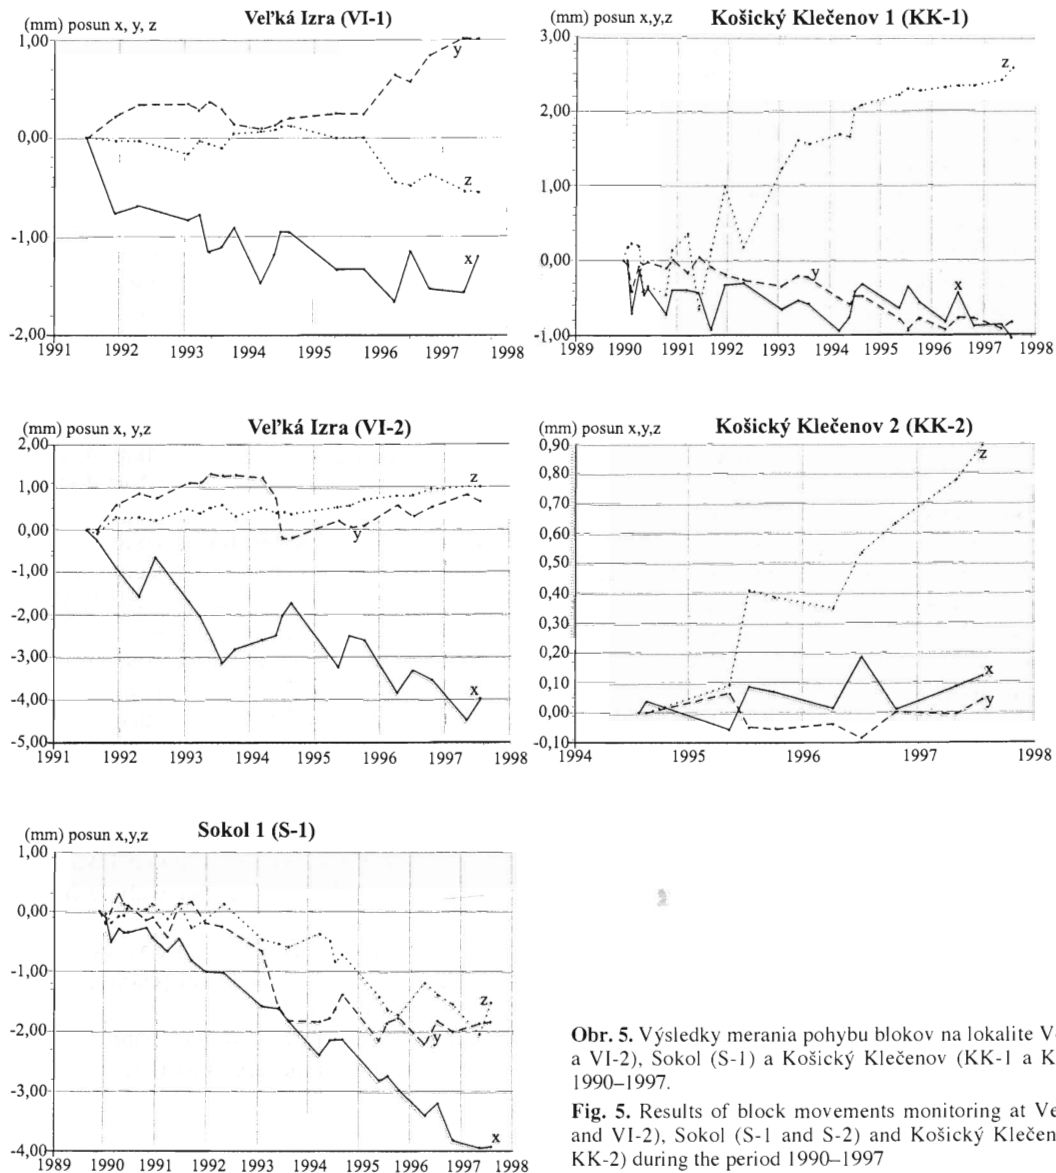 (mm) posun x, y, z
Veľká Izra (VI-1)
1,00
0,00
-1,00
-2,00
y
z
x
1991 1992 1993 1994 1995 1996 1997 1998
(mm) posun x,y,z
Košický Klečenov 1 (KK-1)
3,00
2,00
1,00
0,00
-1,00
z
y
x
1989 1990 1991 1992 1993 1994 1995 1996 1997 1998
(mm) posun x, y,z
Veľká Izra (VI-2)
2,00
1,00
0,00
-1,00
-2,00
-3,00
-4,00
-5,00
z
y
x
1991 1992 1993 1994 1995 1996 1997 1998
(mm) posun x,y,z
Košický Klečenov 2 (KK-2)
0,90
0,80
0,70
0,60
0,50
0,40
0,30
0,20
0,10
0,00
-0,10
z
x
y
1994 1995 1996 1997 1998
(mm) posun x,y,z
Sokol 1 (S-1)
1,00
0,00
-1,00
-2,00
-3,00
-4,00
z
y
x
1989 1990 1991 1992 1993 1994 1995 1996 1997 1998
Obr. 5. Výsledky merania pohybu blokov na lokalite
a VI-2), Sokol (S-1) a Košický Klečenov (KK-1 a
1990–1997.
Fig. 5. Results of block movements monitoring at
and VI-2), Sokol (S-1 and S-2) and Košický
KK-2) during the period 1990–1997